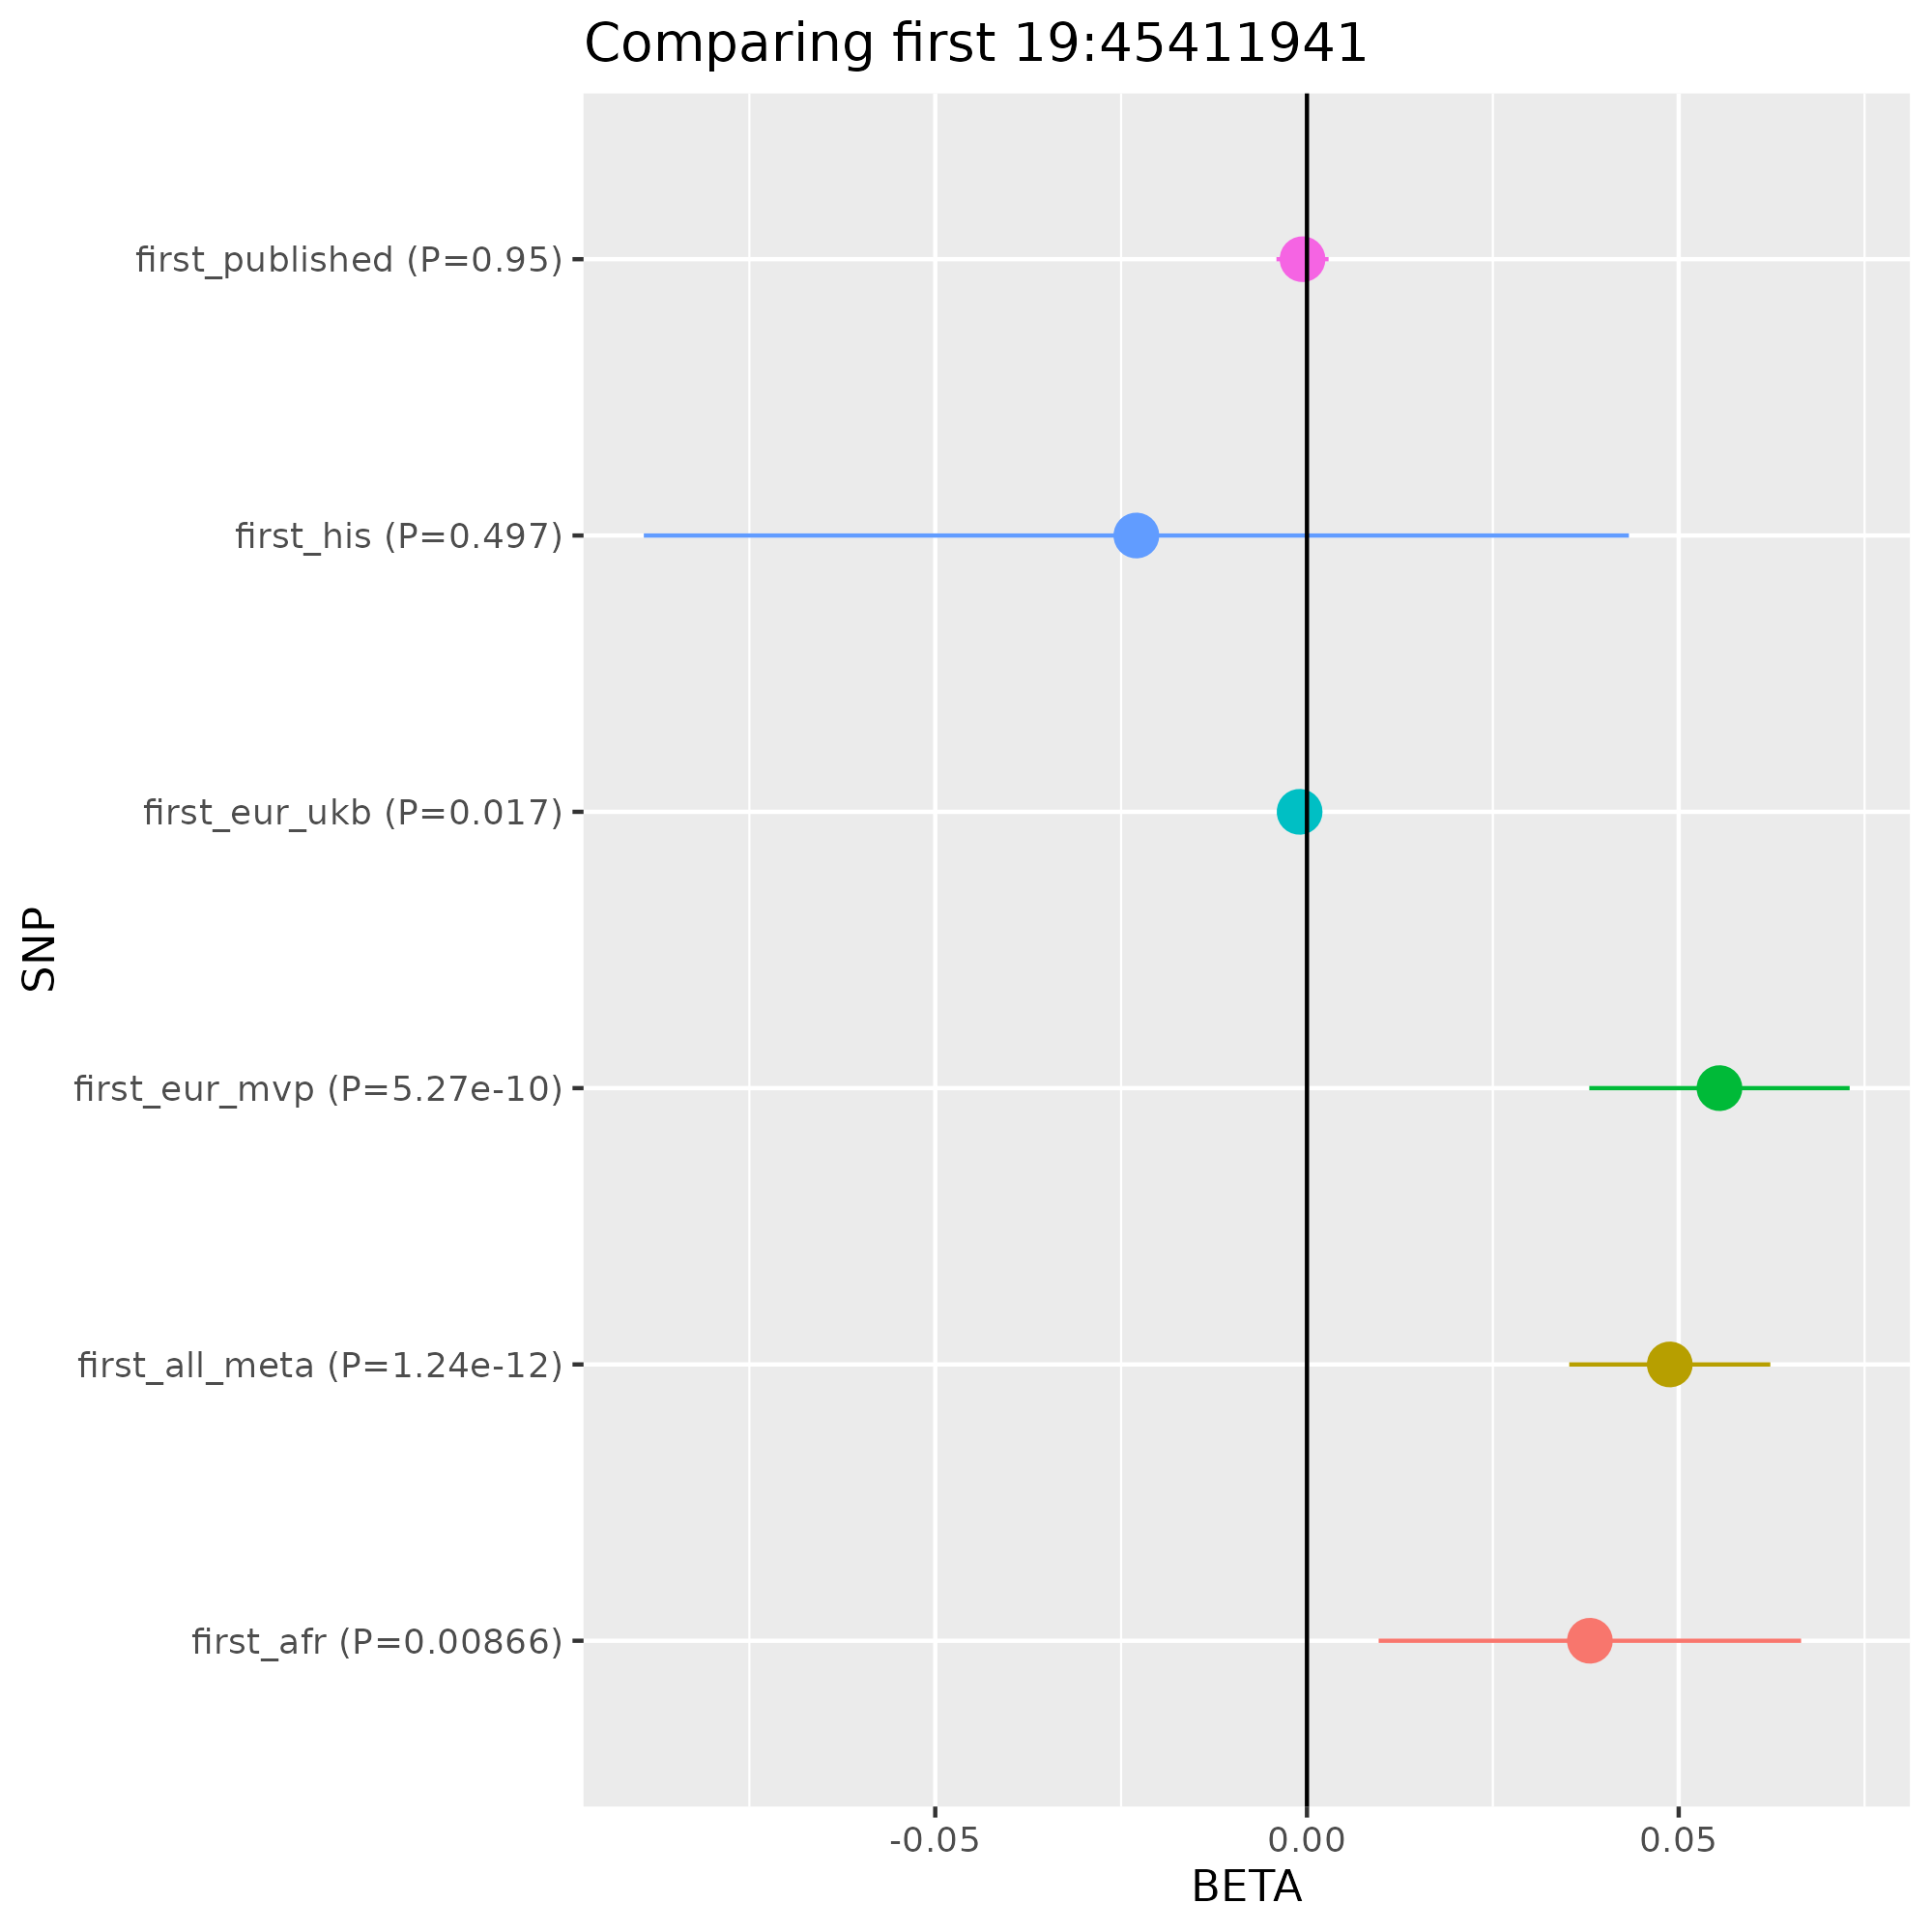 Comparing first 19:45411941
first_published (P=0.95)
first_his (P=0.497)
first_eur_ukb (P=0.017)
SNP
first_eur_mvp (P=5.27e-10)
first_all_meta (P=1.24e-12)
first_afr (P=0.00866)
-0.05 0.00 0.05
BETA